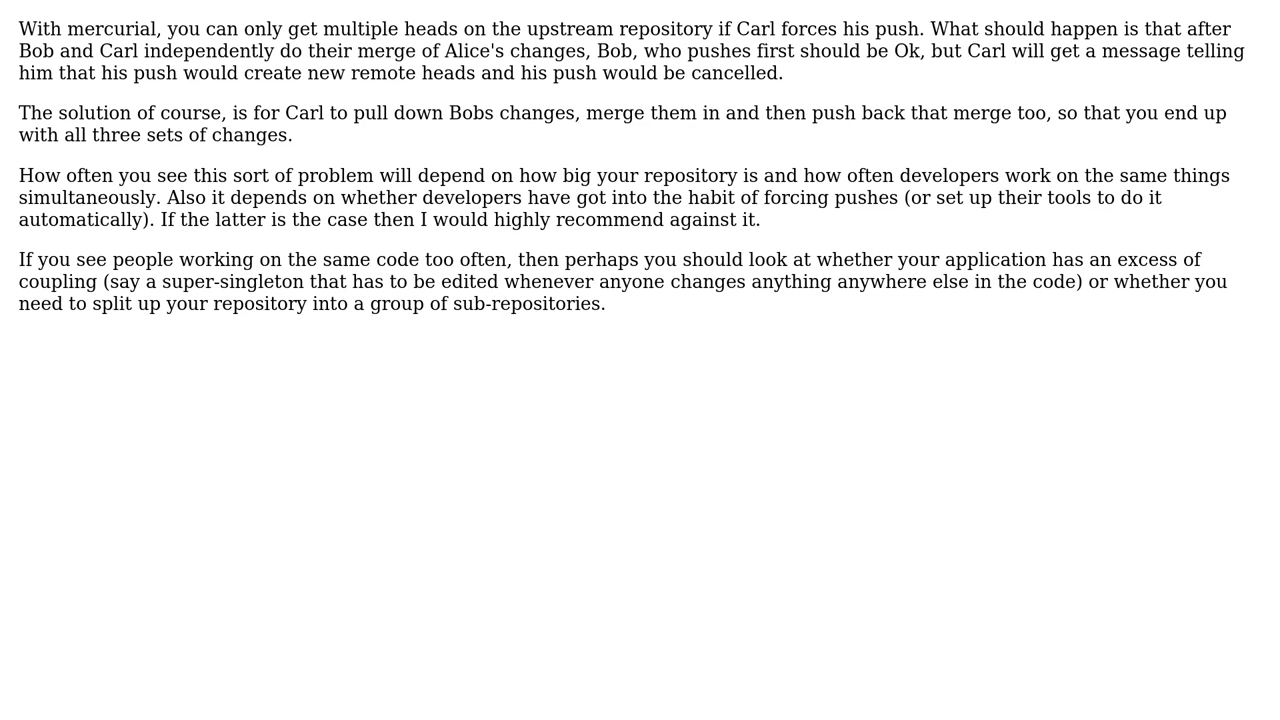 With mercurial, you can only get multiple heads on the upstream repository if Carl forces his push. What should happen is that after
Bob and Carl independently do their merge of Alice's changes, Bob, who pushes first should be Ok, but Carl will get a message telling
him that his push would create new remote heads and his push would be cancelled.
The solution of course, is for Carl to pull down Bobs changes, merge them in and then push back that merge too, so that you end up
with all three sets of changes.
How often you see this sort of problem will depend on how big your repository is and how often developers work on the same things
simultaneously. Also it depends on whether developers have got into the habit of forcing pushes (or set up their tools to do it
automatically). If the latter is the case then I would highly recommend against it.
If you see people working on the same code too often, then perhaps you should look at whether your application has an excess of
coupling (say a super-singleton that has to be edited whenever anyone changes anything anywhere else in the code) or whether you
need to split up your repository into a group of sub-repositories.